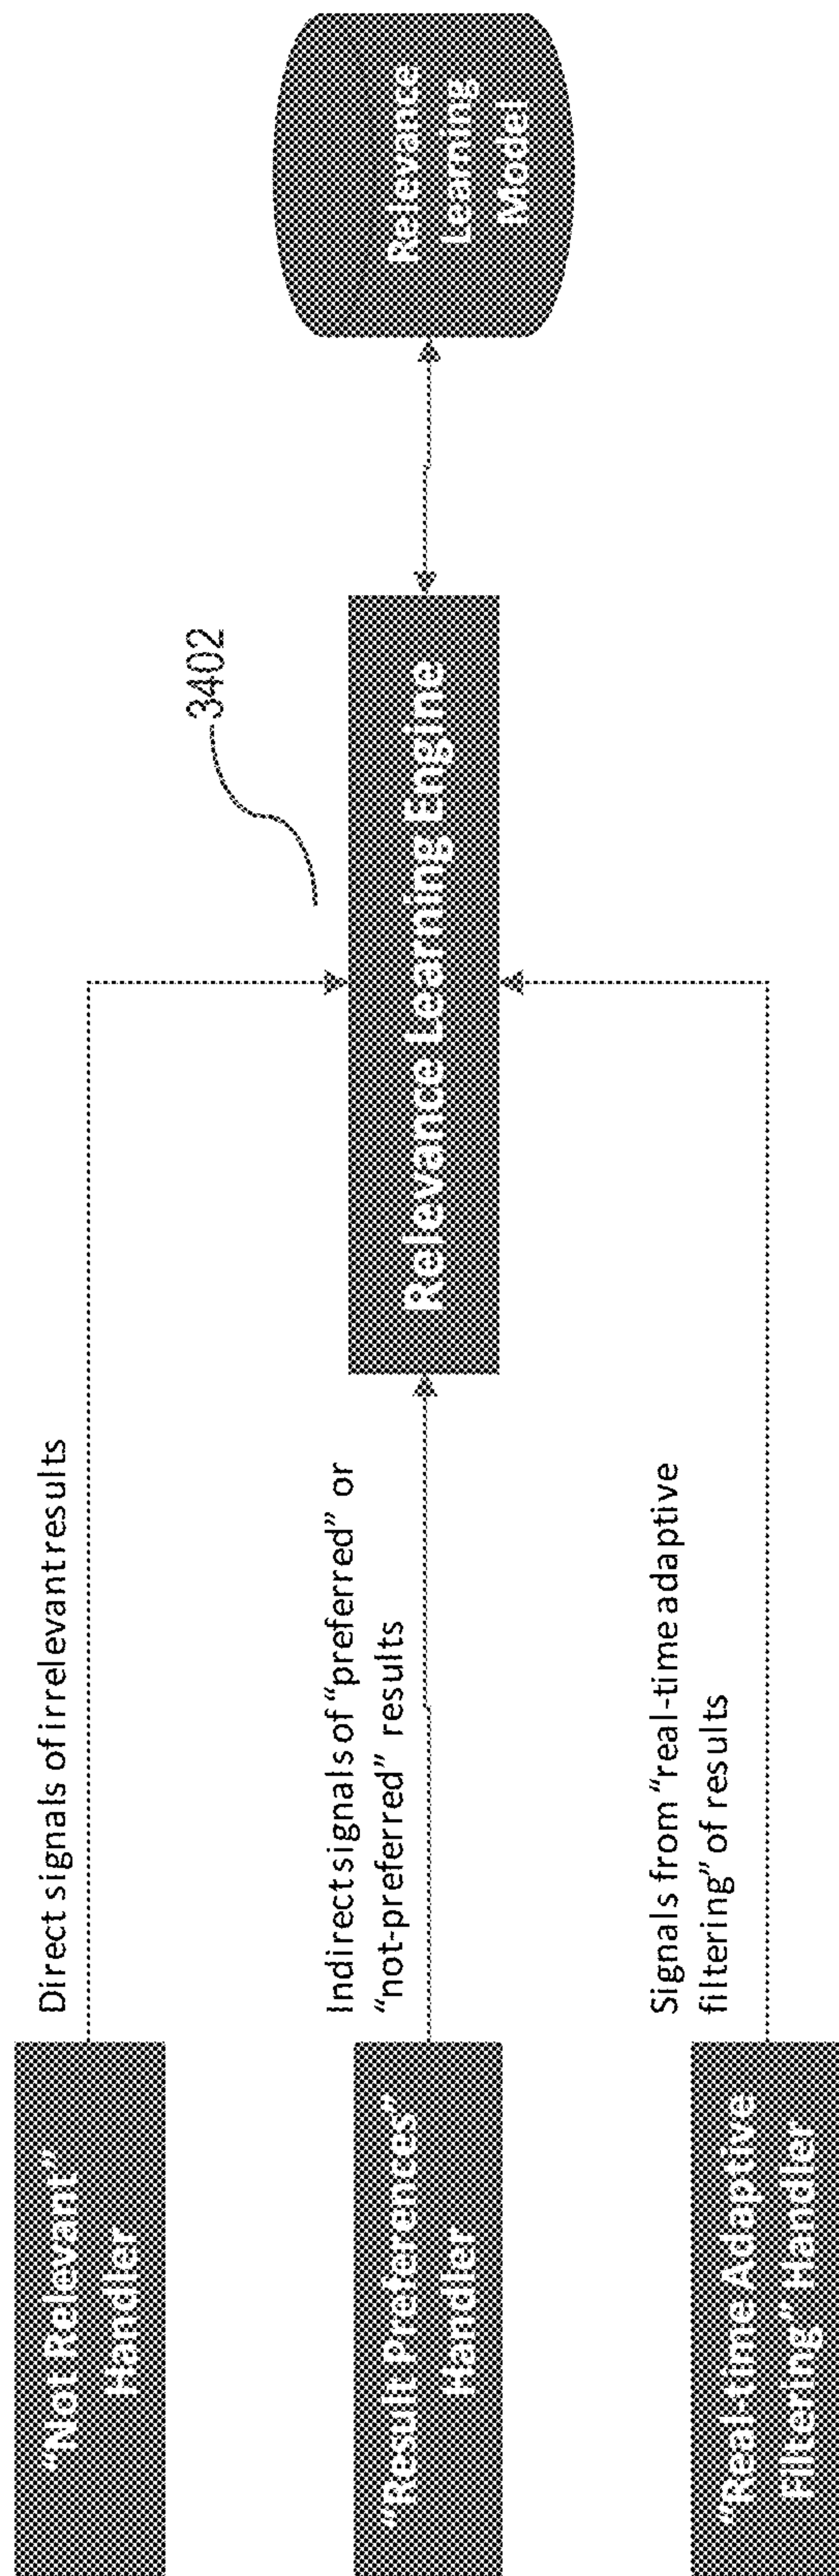 “Not Relevant”
Handler
Direct signals of irrelevant results
“Result Preferences”
Handler
Indirect signals of “preferred” or
“not-preferred” results
“Real-time Adaptive
Filtering” Handler
Signals from “real-time adaptive
filtering” of results
3402
Relevance Learning Engine
Relevance
Learning
Model